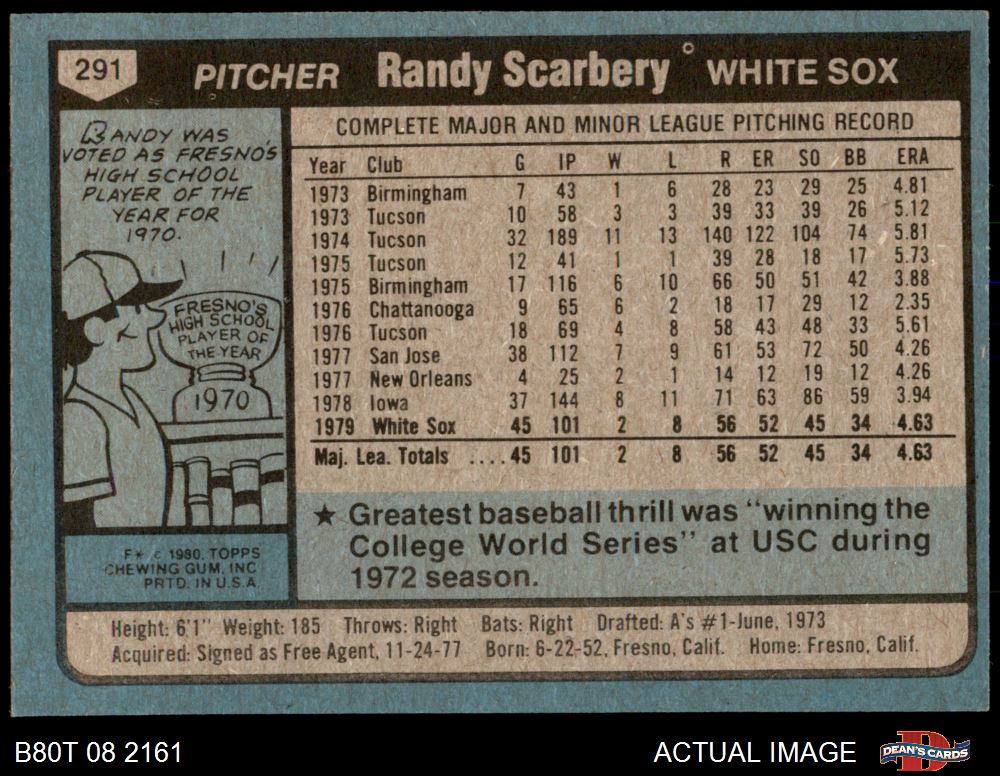 291 PITCHER Randy Scarbery WHITE SOX
RANDY WAS
VOTED AS FRESNO'S
HIGH SCHOOL
PLAYER OF THE
YEAR FOR
1970.
FRESNO'S
HIGH SCHOOL
PLAYER OF
THE YEAR
1970
F* © 1980, TOPPS
CHEWING GUM, INC
PRTD. IN U.S.A.
COMPLETE MAJOR AND MINOR LEAGUE PITCHING RECORD
Year Club G IP W L R ER SO BB ERA
1973 Birmingham 7 43 1 6 28 23 29 25 4.81
1973 Tucson 10 58 3 3 39 33 39 26 5.12
1974 Tucson 32 189 11 13 140 122 104 74 5.81
1975 Tucson 12 41 1 1 39 28 18 17 5.73
1975 Birmingham 17 116 6 10 66 50 51 42 3.88
1976 Chattanooga 9 65 6 2 18 17 29 12 2.35
1976 Tucson 18 69 4 8 58 43 48 33 5.61
1977 San Jose 38 112 7 9 61 53 72 50 4.26
1977 New Orleans 4 25 2 1 14 12 19 12 4.26
1978 Iowa 37 144 8 11 71 63 86 59 3.94
1979 White Sox 45 101 2 8 56 52 45 34 4.63
Maj. Lea. Totals ....45 101 2 8 56 52 45 34 4.63
★ Greatest baseball thrill was "winning the
College World Series" at USC during
1972 season.
Height: 6'1" Weight: 185 Throws: Right Bats: Right Drafted: A's #1-June, 1973
Acquired: Signed as Free Agent, 11-24-77 Born: 6-22-52, Fresno, Calif. Home: Fresno, Calif.
B80T 08 2161 ACTUAL IMAGE DEAN'S CARDS